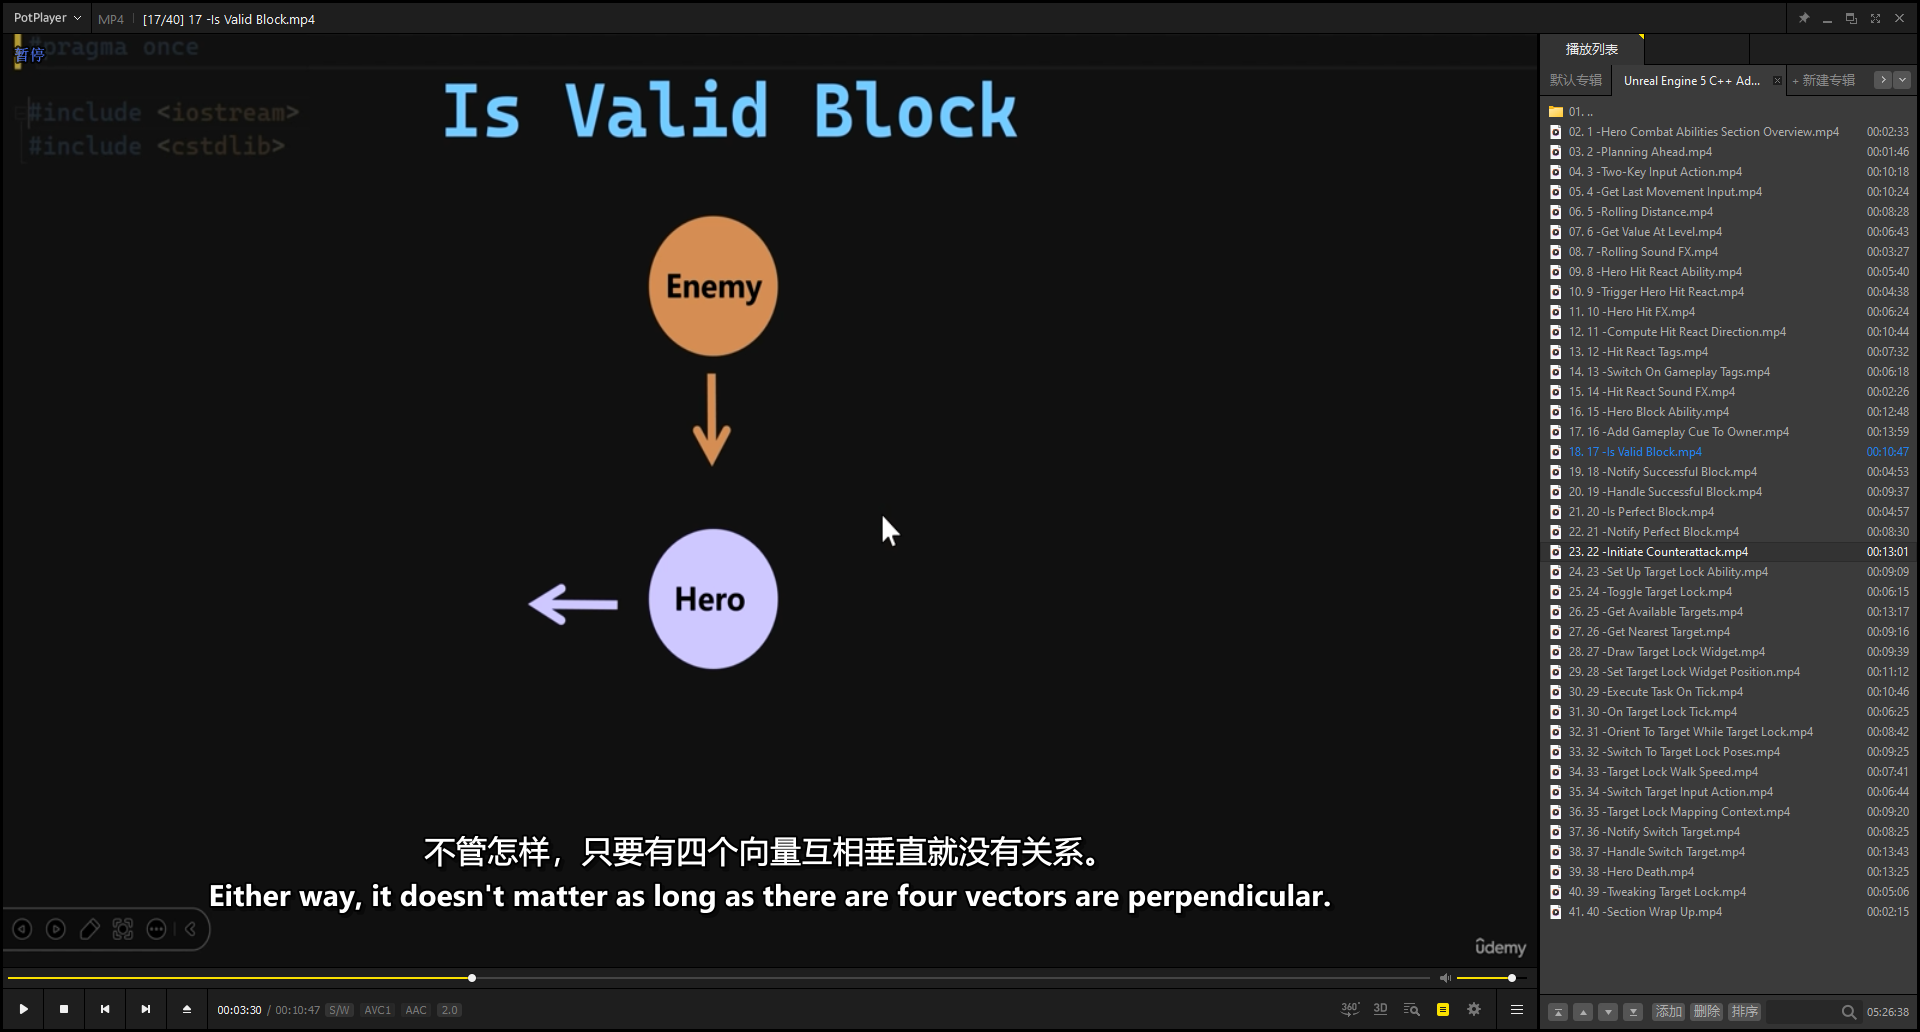 PotPlayer
MP4
[17/40] 17 -Is Valid Block.mp4
#pragma once
暂停
#include <iostream>
#include <cstdlib>
Is Valid Block
Enemy
Hero
不管怎样，只要有四个向量互相垂直就没有关系。
Either way, it doesn't matter as long as there are four vectors are perpendicular.
ûdemy
00:03:30 / 00:10:47 S/W AVC1 AAC 2.0
360°
3D
播放列表
默认专辑
Unreal Engine 5 C++ Ad...
+ 新建专辑
01. ..
02. 1 -Hero Combat Abilities Section Overview.mp4 00:02:33
03. 2 -Planning Ahead.mp4 00:01:46
04. 3 -Two-Key Input Action.mp4 00:10:18
05. 4 -Get Last Movement Input.mp4 00:10:24
06. 5 -Rolling Distance.mp4 00:08:28
07. 6 -Get Value At Level.mp4 00:06:43
08. 7 -Rolling Sound FX.mp4 00:03:27
09. 8 -Hero Hit React Ability.mp4 00:05:40
10. 9 -Trigger Hero Hit React.mp4 00:04:38
11. 10 -Hero Hit FX.mp4 00:06:24
12. 11 -Compute Hit React Direction.mp4 00:10:44
13. 12 -Hit React Tags.mp4 00:07:32
14. 13 -Switch On Gameplay Tags.mp4 00:06:18
15. 14 -Hit React Sound FX.mp4 00:02:26
16. 15 -Hero Block Ability.mp4 00:12:48
17. 16 -Add Gameplay Cue To Owner.mp4 00:13:59
18. 17 -Is Valid Block.mp4 00:10:47
19. 18 -Notify Successful Block.mp4 00:04:53
20. 19 -Handle Successful Block.mp4 00:09:37
21. 20 -Is Perfect Block.mp4 00:04:57
22. 21 -Notify Perfect Block.mp4 00:08:30
23. 22 -Initiate Counterattack.mp4 00:13:01
24. 23 -Set Up Target Lock Ability.mp4 00:09:09
25. 24 -Toggle Target Lock.mp4 00:06:15
26. 25 -Get Available Targets.mp4 00:13:17
27. 26 -Get Nearest Target.mp4 00:09:16
28. 27 -Draw Target Lock Widget.mp4 00:09:39
29. 28 -Set Target Lock Widget Position.mp4 00:11:12
30. 29 -Execute Task On Tick.mp4 00:10:46
31. 30 -On Target Lock Tick.mp4 00:06:25
32. 31 -Orient To Target While Target Lock.mp4 00:08:42
33. 32 -Switch To Target Lock Poses.mp4 00:09:25
34. 33 -Target Lock Walk Speed.mp4 00:07:41
35. 34 -Switch Target Input Action.mp4 00:06:44
36. 35 -Target Lock Mapping Context.mp4 00:09:20
37. 36 -Notify Switch Target.mp4 00:08:25
38. 37 -Handle Switch Target.mp4 00:13:43
39. 38 -Hero Death.mp4 00:13:25
40. 39 -Tweaking Target Lock.mp4 00:05:06
41. 40 -Section Wrap Up.mp4 00:02:15
添加 删除 排序 05:26:38